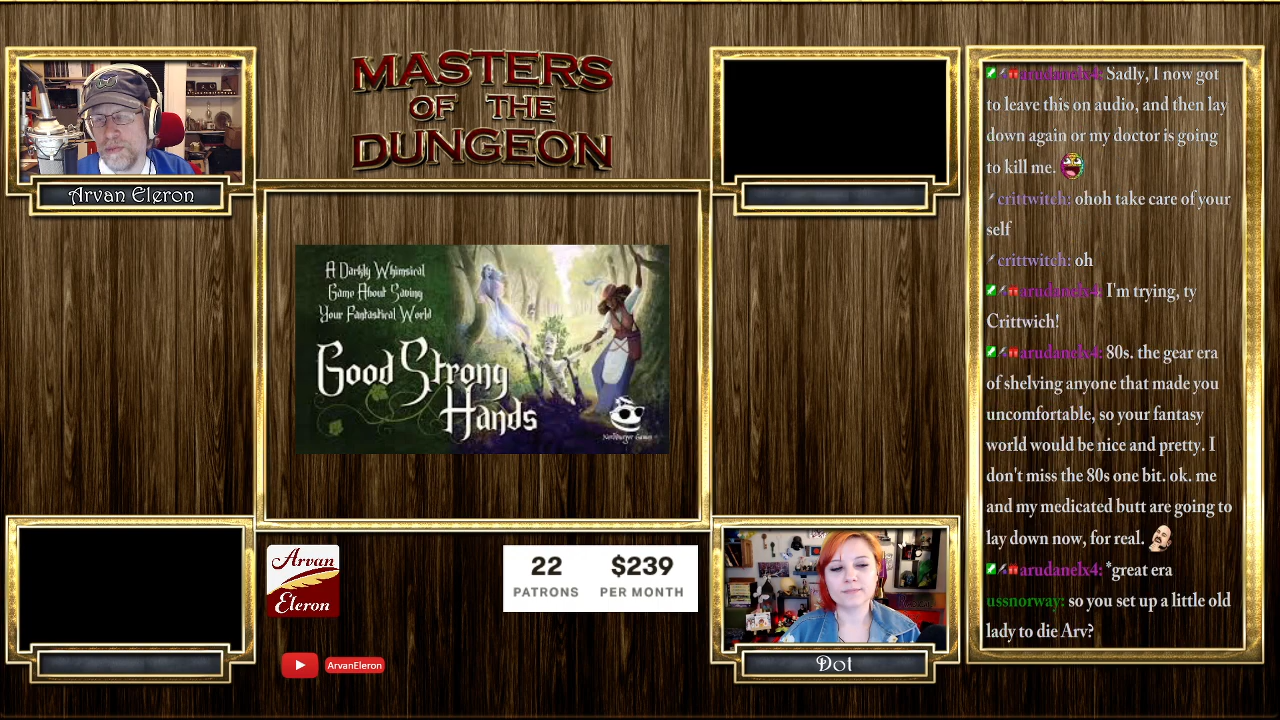 Arvan Eleron
MASTERS
OF THE
DUNGEON
A Darkly Whimsical
Game About Saving
Your Fantastical World
Good Strong
Hands
Nerdburger Games
Arvan
Eleron
22
PATRONS
$239
PER MONTH
ArvanEleron
Dot
arudanelx4: Sadly, I now got
to leave this on audio, and then lay
down again or my doctor is going
to kill me.
crittwitch: ohoh take care of your
self
crittwitch: oh
arudanelx4: I'm trying, ty
Crittwich!
arudanelx4: 80s. the gear era
of shelving anyone that made you
uncomfortable, so your fantasy
world would be nice and pretty. I
don't miss the 80s one bit. ok. me
and my medicated butt are going to
lay down now, for real.
arudanelx4: *great era
ussnorway: so you set up a little old
lady to die Arv?